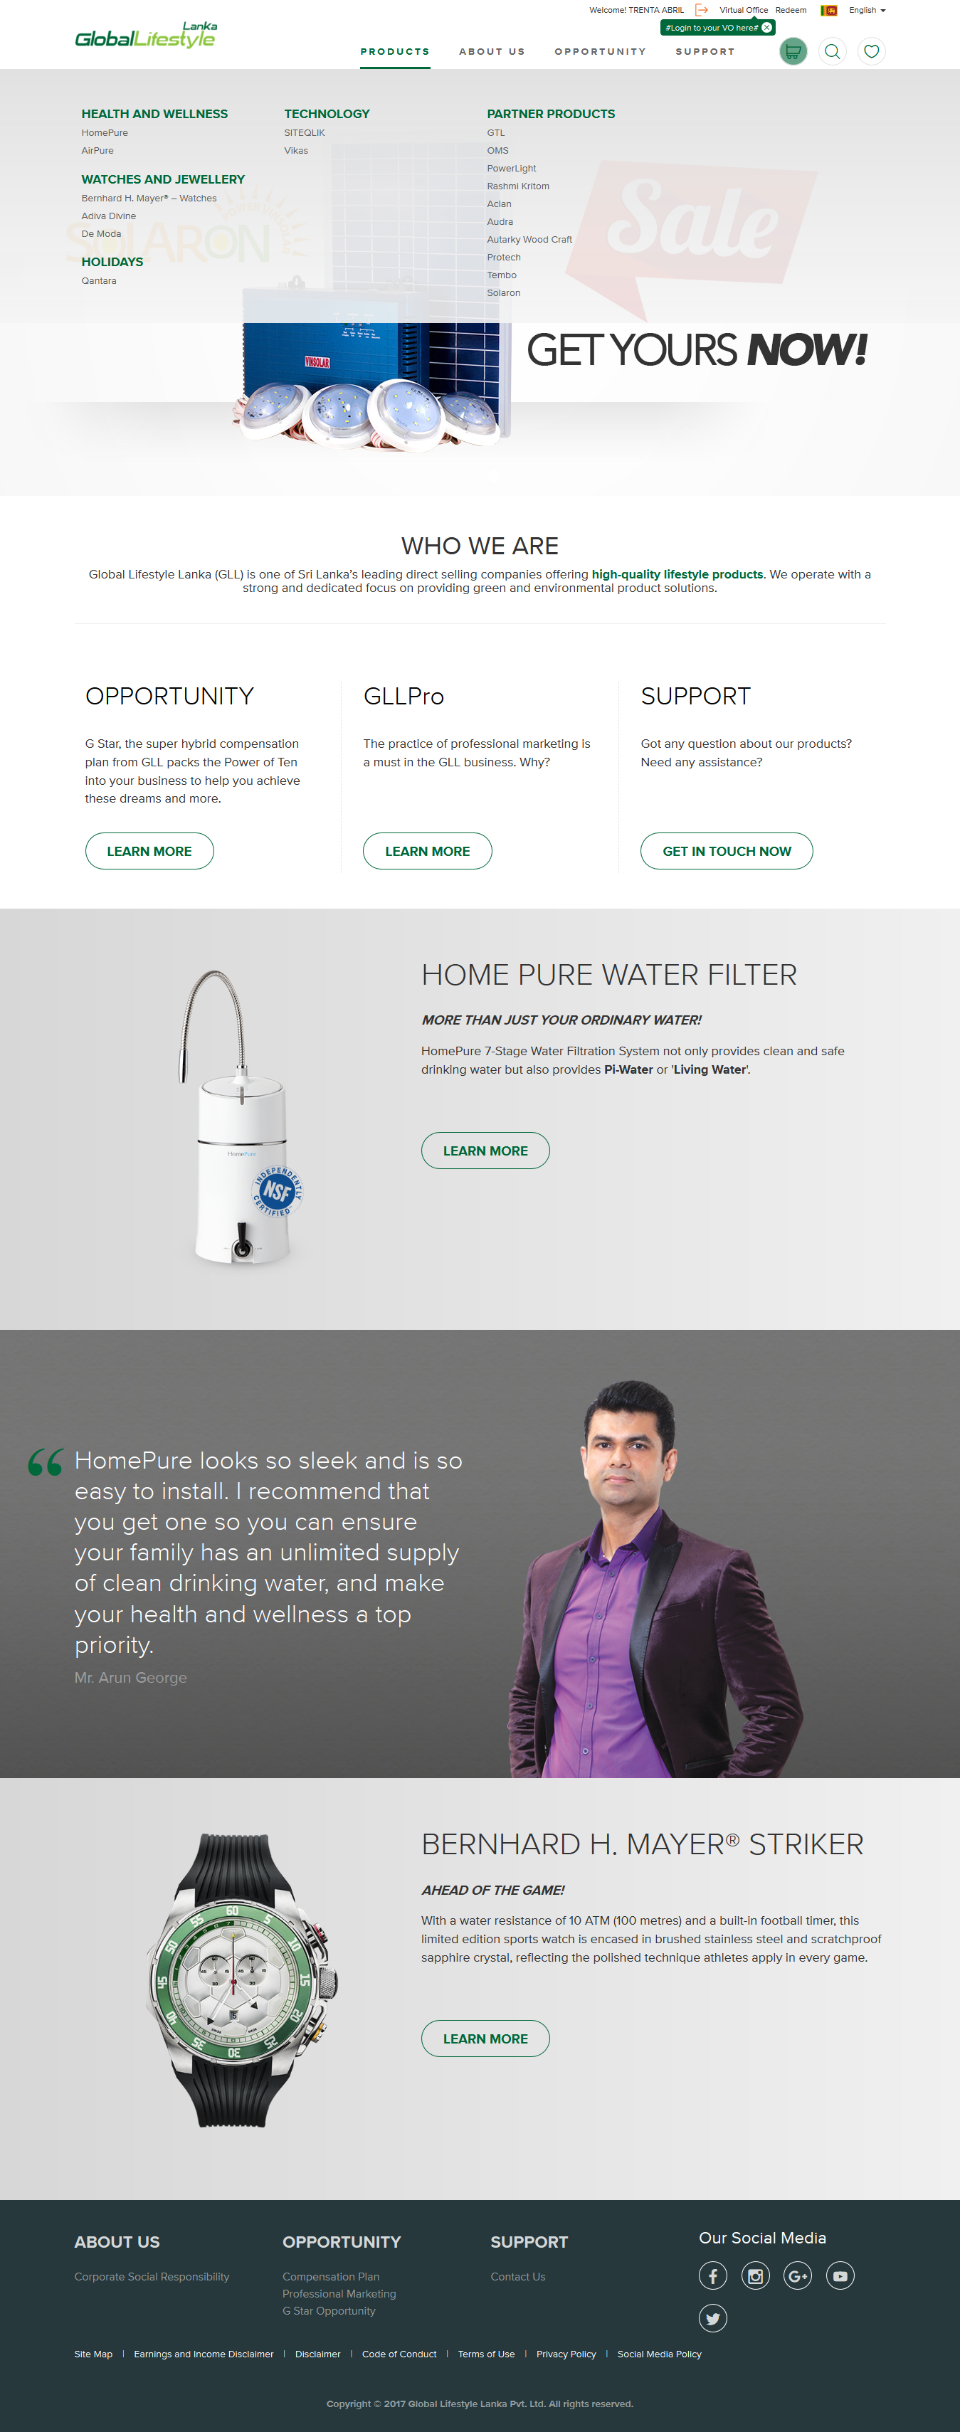 Welcome! TRENTA ABRIL
Virtual Office
Redeem
English
#Login to your VO here#
Lanka
GlobalLifestyle
PRODUCTS
ABOUT US
OPPORTUNITY
SUPPORT
HEALTH AND WELLNESS
HomePure
AirPure
WATCHES AND JEWELLERY
Bernhard H. Mayer® – Watches
Adiva Divine
De Moda
HOLIDAYS
Qantara
TECHNOLOGY
SITEQLIK
Vikas
PARTNER PRODUCTS
GTL
OMS
PowerLight
Rashmi Kritom
Acian
Audra
Autarky Wood Craft
Protech
Tembo
Solaron
SOLARON
Sale
VINSOLAR
GET YOURS NOW!
WHO WE ARE
Global Lifestyle Lanka (GLL) is one of Sri Lanka's leading direct selling companies offering high-quality lifestyle products. We operate with a
strong and dedicated focus on providing green and environmental product solutions.
OPPORTUNITY
G Star, the super hybrid compensation
plan from GLL packs the Power of Ten
into your business to help you achieve
these dreams and more.
LEARN MORE
GLLPro
The practice of professional marketing is
a must in the GLL business. Why?
LEARN MORE
SUPPORT
Got any question about our products?
Need any assistance?
GET IN TOUCH NOW
HOME PURE WATER FILTER
MORE THAN JUST YOUR ORDINARY WATER!
HomePure 7-Stage Water Filtration System not only provides clean and safe
drinking water but also provides Pi-Water or 'Living Water'.
LEARN MORE
HomePure
INDEPENDENTLY
NSF
CERTIFIED
HomePure looks so sleek and is so
easy to install. I recommend that
you get one so you can ensure
your family has an unlimited supply
of clean drinking water, and make
your health and wellness a top
priority.
Mr. Arun George
BERNHARD H. MAYER® STRIKER
AHEAD OF THE GAME!
With a water resistance of 10 ATM (100 metres) and a built-in football timer, this
limited edition sports watch is encased in brushed stainless steel and scratchproof
sapphire crystal, reflecting the polished technique athletes apply in every game.
LEARN MORE
60
5
10
15
20
25
30
35
40
45
50
55
ABOUT US
Corporate Social Responsibility
OPPORTUNITY
Compensation Plan
Professional Marketing
G Star Opportunity
SUPPORT
Contact Us
Our Social Media
Site Map | Earnings and Income Disclaimer | Disclaimer | Code of Conduct | Terms of Use | Privacy Policy | Social Media Policy
Copyright © 2017 Global Lifestyle Lanka Pvt. Ltd. All rights reserved.